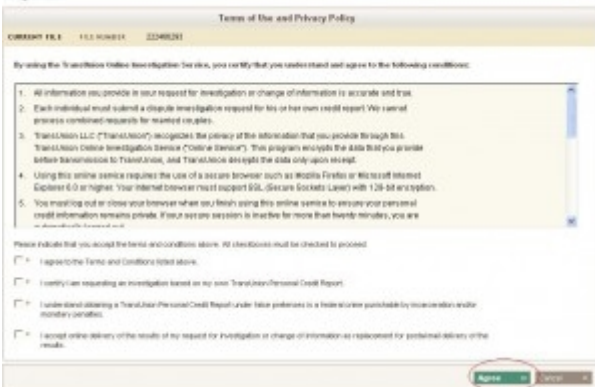 Terms of Use and Privacy Policy
CURRENT FILE FILE NUMBER
By using the TransUnion Online Investigation Service, you certify that you understand and agree to the following conditions:
1. All information you provide in your request for investigation or change of information is accurate and true.
2. Each individual must submit a dispute investigation request for his or her own credit report. We cannot
process combined requests for married couples.
3. TransUnion LLC ("TransUnion") recognizes the privacy of the information that you provide through this
TransUnion Online Investigation Service ("Online Service"). This program encrypts the data that you provide
before transmission to TransUnion, and TransUnion decrypts the data only upon receipt.
4. Using this online service requires the use of a secure browser such as Mozilla Firefox or Microsoft Internet
Explorer 6.0 or higher. Your Internet browser must support SSL (Secure Sockets Layer) with 128-bit encryption.
5. You must log out or close your browser when you finish using this online service to ensure your personal
credit information remains private. If your secure session is inactive for more than twenty minutes, you are
Please indicate that you accept the terms and conditions above. All checkboxes must be checked to proceed.
* I agree to the Terms and Conditions listed above.
* I certify I am requesting an investigation based on my own TransUnion Personal Credit Report.
* I understand obtaining a TransUnion Personal Credit Report under false pretenses is a federal crime punishable by incarceration and/or
monetary penalties.
* I accept online delivery of the results of my request for investigation or change of information as replacement for postal mail delivery of the
results.
Agree Cancel